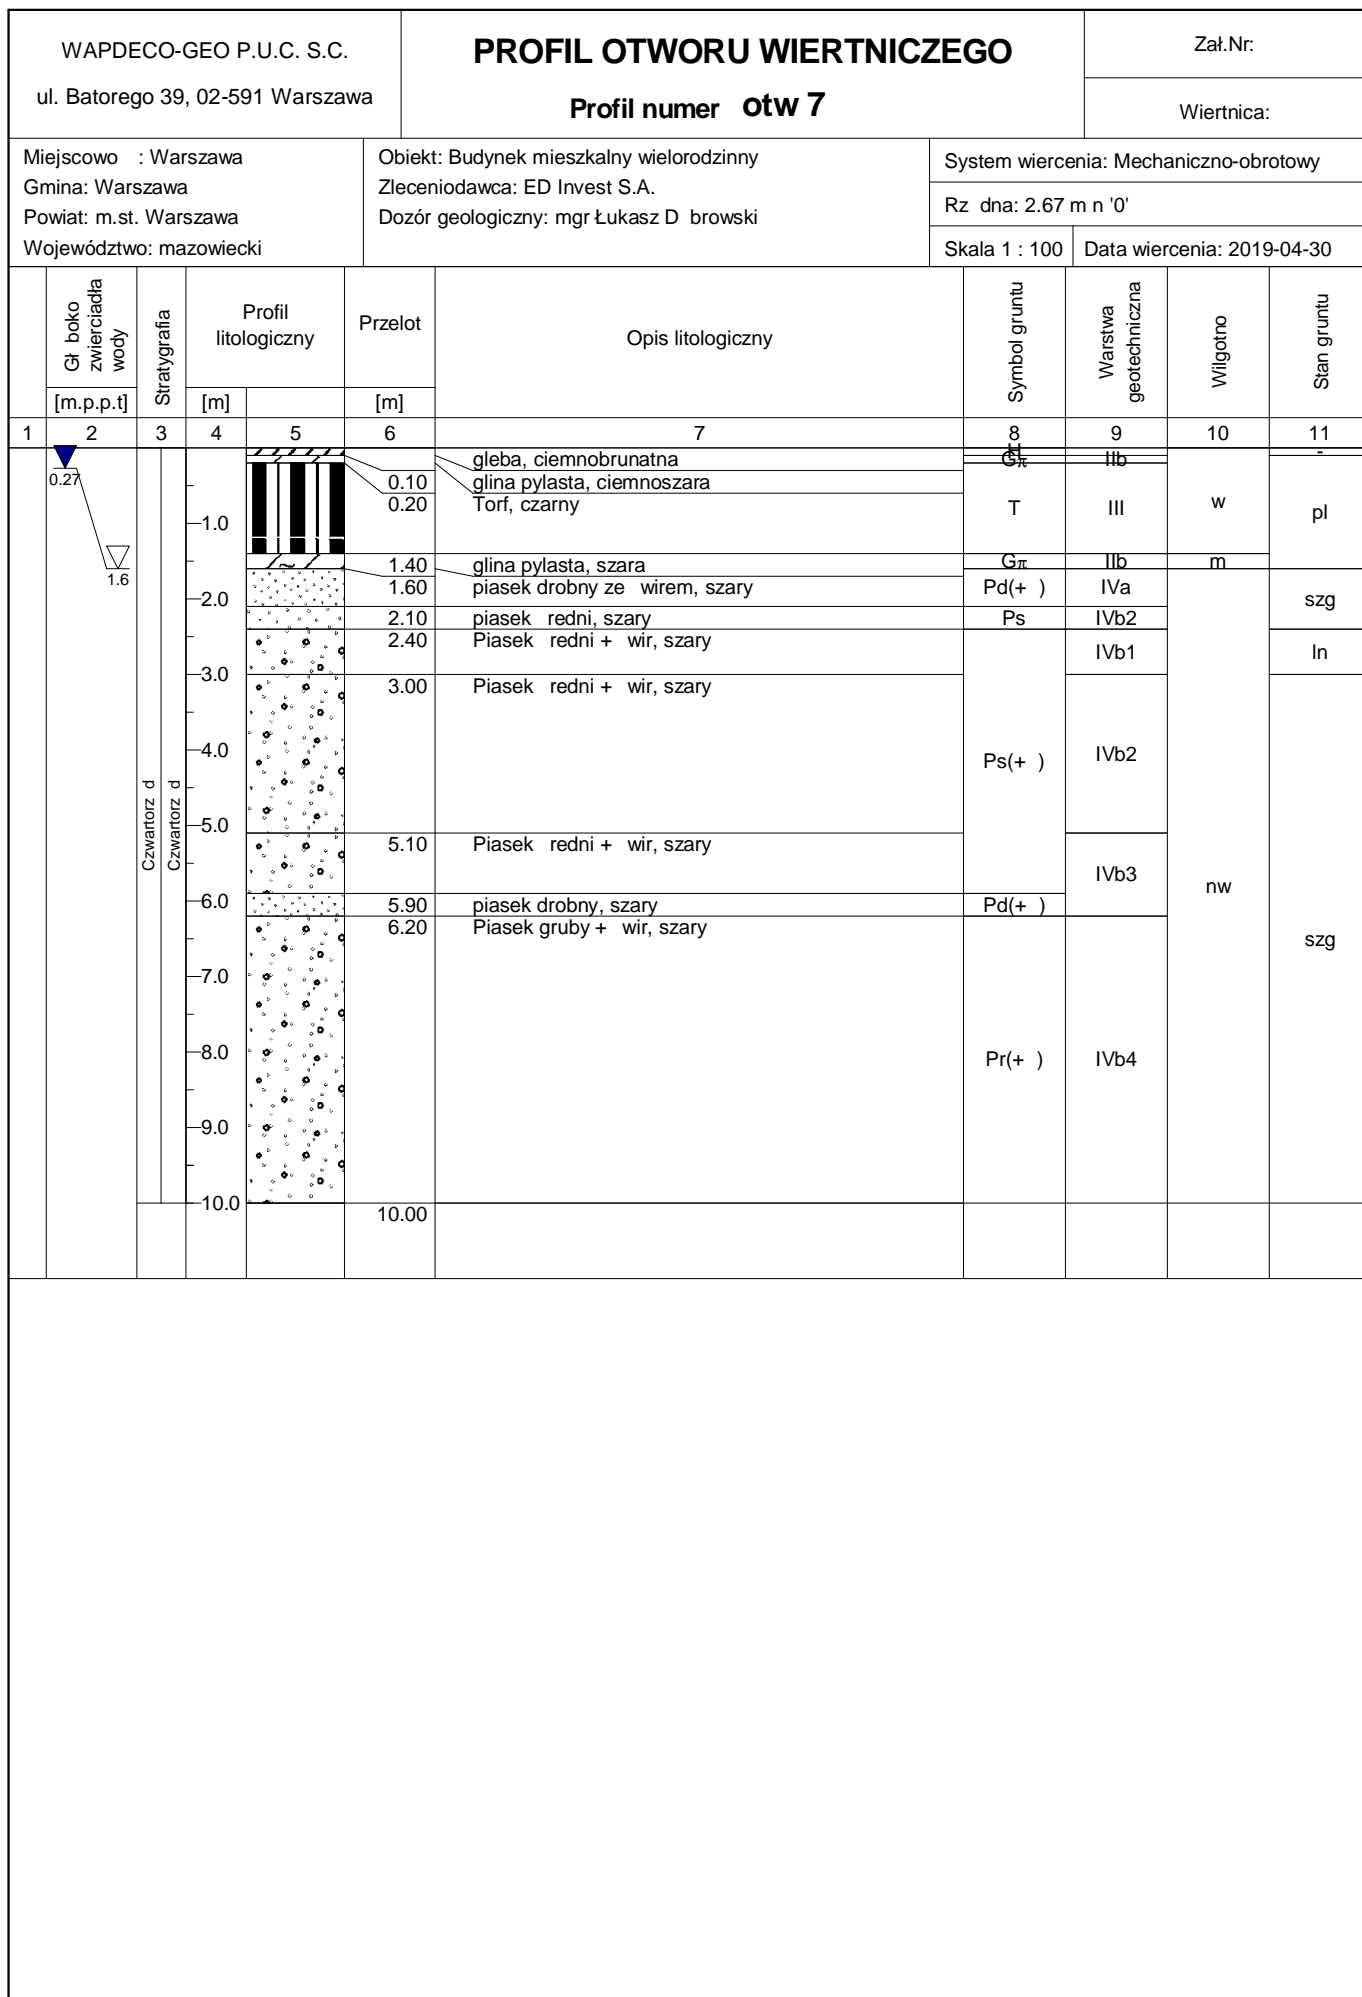 WAPDECO-GEO P.U.C. S.C.
ul. Batorego 39, 02-591 Warszawa
PROFIL OTWORU WIERTNICZEGO
Profil numer otw 7
Zał.Nr:
Wiertnica:
Miejscowo : Warszawa
Gmina: Warszawa
Powiat: m.st. Warszawa
Województwo: mazowiecki
Obiekt: Budynek mieszkalny wielorodzinny
Zleceniodawca: ED Invest S.A.
Dozór geologiczny: mgr Łukasz D browski
System wiercenia: Mechaniczno-obrotowy
Rz dna: 2.67 m n '0'
Skala 1 : 100 Data wiercenia: 2019-04-30
Gł boko zwierciadła wody
[m.p.p.t]
Stratygrafia
Profil litologiczny
[m]
Przelot
[m]
Opis litologiczny
Symbol gruntu
Warstwa geotechniczna
Wilgotno
Stan gruntu
1 2 3 4 5 6 7 8 9 10 11
gleba, ciemnobrunatna H -
0.10 glina pylasta, ciemnoszara Gπ IIb
0.20 Torf, czarny T III w pl
1.40 glina pylasta, szara Gπ IIb m
1.60 piasek drobny ze wirem, szary Pd(+ ) IVa szg
2.10 piasek redni, szary Ps IVb2
2.40 Piasek redni + wir, szary IVb1 ln
3.00 Piasek redni + wir, szary Ps(+ ) IVb2
5.10 Piasek redni + wir, szary IVb3 nw
5.90 piasek drobny, szary Pd(+ )
6.20 Piasek gruby + wir, szary szg
Pr(+ ) IVb4
10.00
0.27
1.6
Czwartorz d
Czwartorz d
1.0
2.0
3.0
4.0
5.0
6.0
7.0
8.0
9.0
10.0